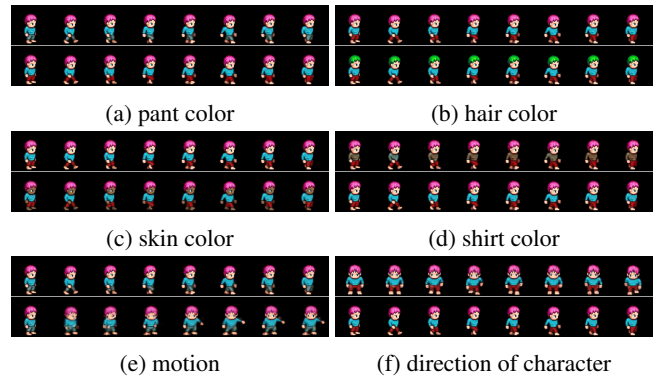 (a) pant color
(b) hair color
(c) skin color
(d) shirt color
(e) motion
(f) direction of character